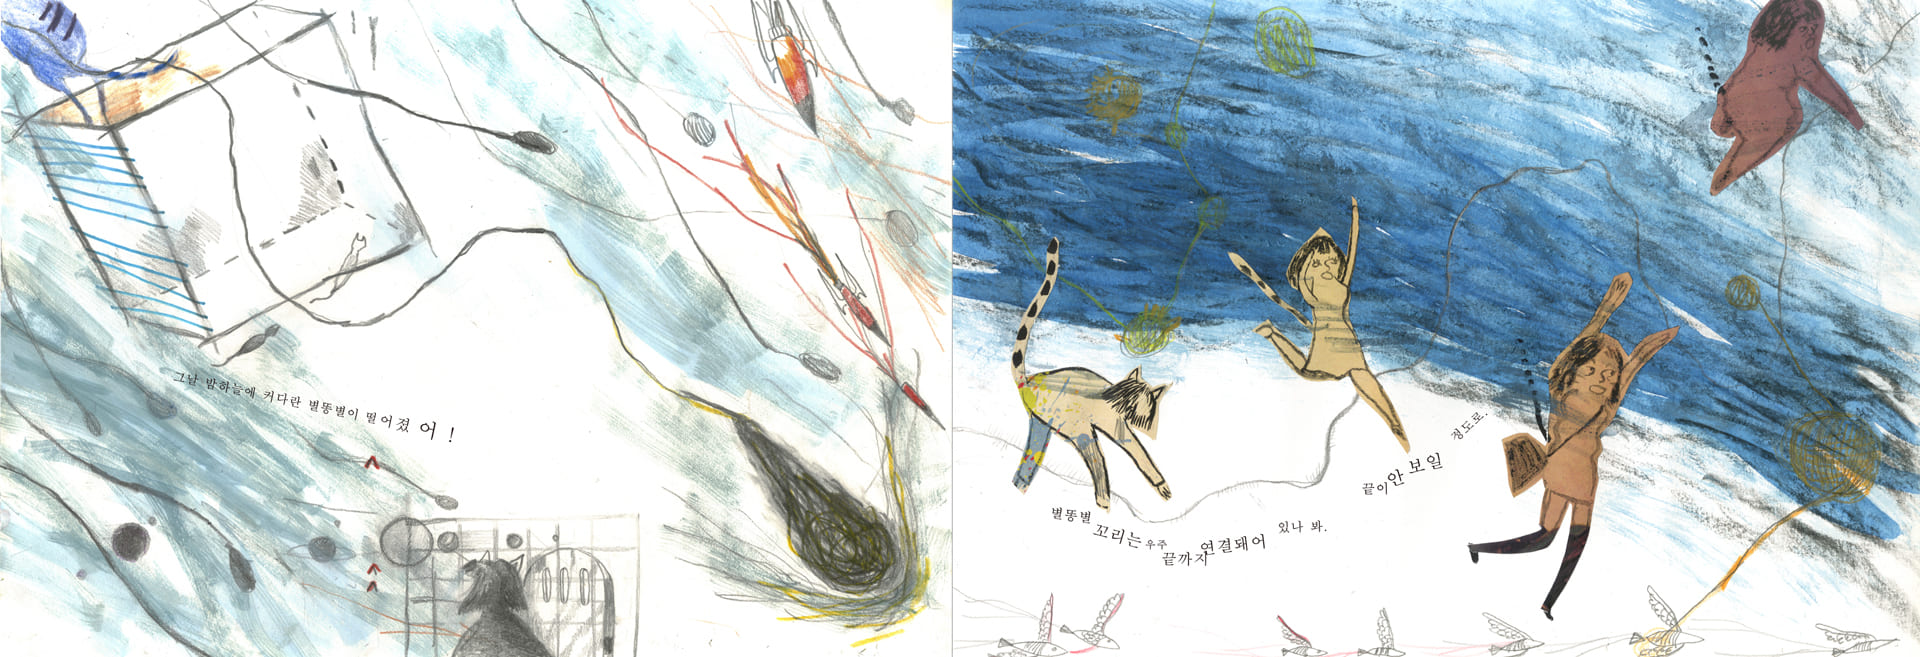 그날 밤하늘에 커다란 별똥별이 떨어졌어!
별똥별 꼬리는 우주 끝까지 연결돼어 있나 봐.
끝이 안 보일 정도로.